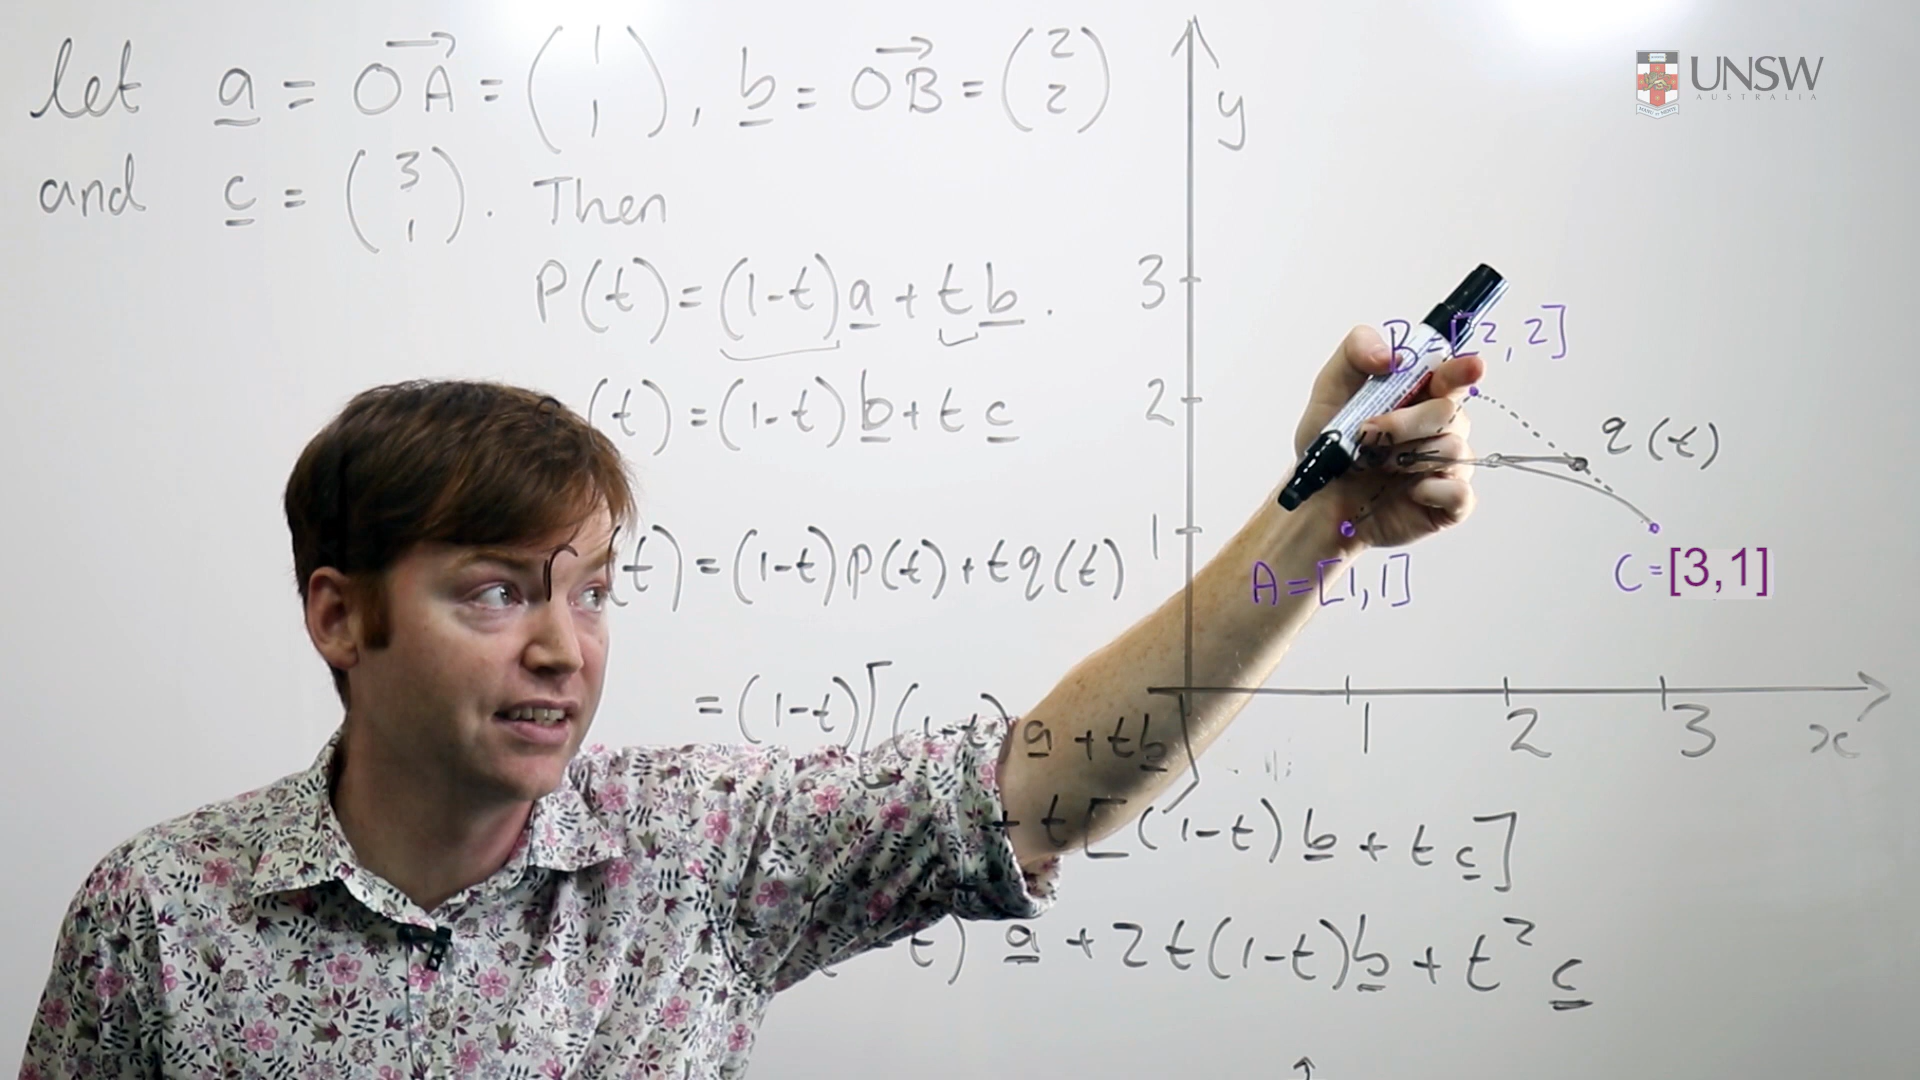 let a = OA = (1 1), b = OB = (2 2)
and c = (3 1). Then
P(t) = (1-t)a + tb.
(t) = (1-t)b + tc
r(t) = (1-t)P(t) + tq(t)
= (1-t)[(1-t)a + tb]
+ t[(1-t)b + tc]
t) a + 2t(1-t)b + t² c
UNSW
AUSTRALIA
y
3
2
1
B=[2,2]
q(t)
A=[1,1]
C=[3,1]
1 2 3 x